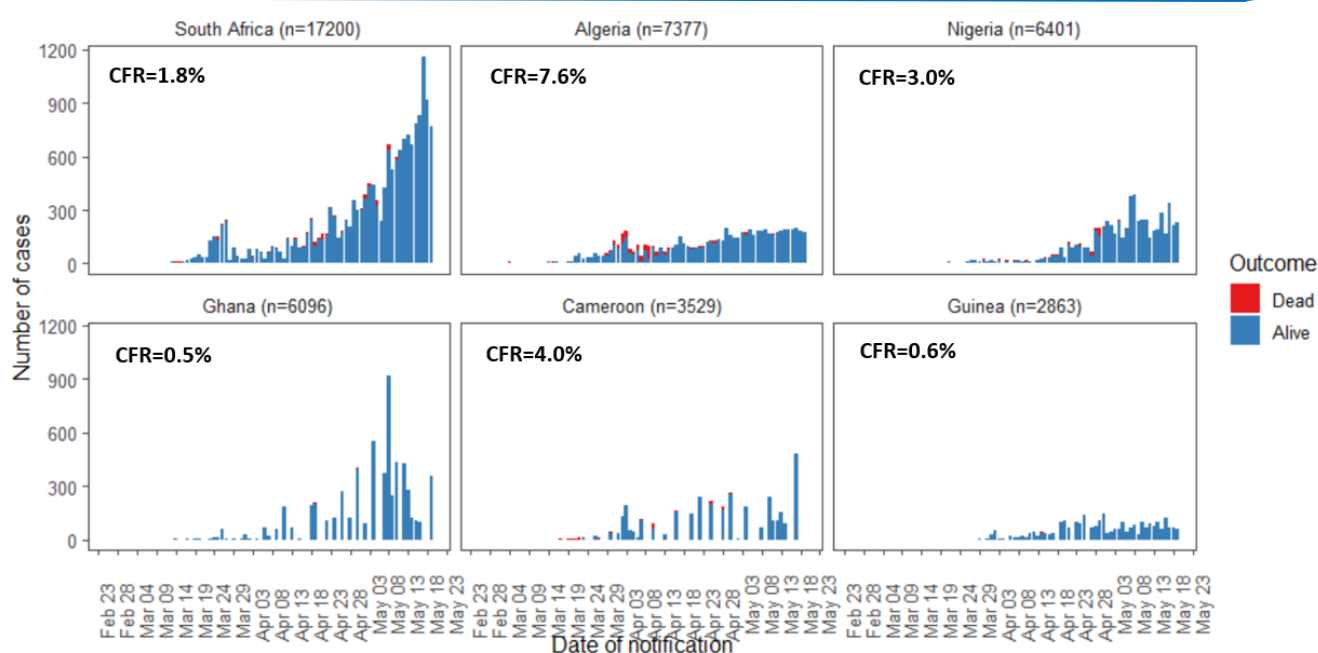 South Africa (n=17200)
Algeria (n=7377)
Nigeria (n=6401)
CFR=1.8%
CFR=7.6%
CFR=3.0%
1200
900
600
300
0
Ghana (n=6096)
Cameroon (n=3529)
Guinea (n=2863)
CFR=0.5%
CFR=4.0%
CFR=0.6%
1200
900
600
300
0
Number of cases
Feb 23
Feb 28
Mar 04
Mar 09
Mar 14
Mar 19
Mar 24
Mar 29
Apr 03
Apr 08
Apr 13
Apr 18
Apr 23
Apr 28
May 03
May 08
May 13
May 18
May 23
Feb 23
Feb 28
Mar 04
Mar 09
Mar 14
Mar 19
Mar 24
Mar 29
Apr 03
Apr 08
Apr 13
Apr 18
Apr 23
Apr 28
May 03
May 08
May 13
May 18
May 23
Feb 23
Feb 28
Mar 04
Mar 09
Mar 14
Mar 19
Mar 24
Mar 29
Apr 03
Apr 08
Apr 13
Apr 18
Apr 23
Apr 28
May 03
May 08
May 13
May 18
May 23
Date of notification
Outcome
Dead
Alive